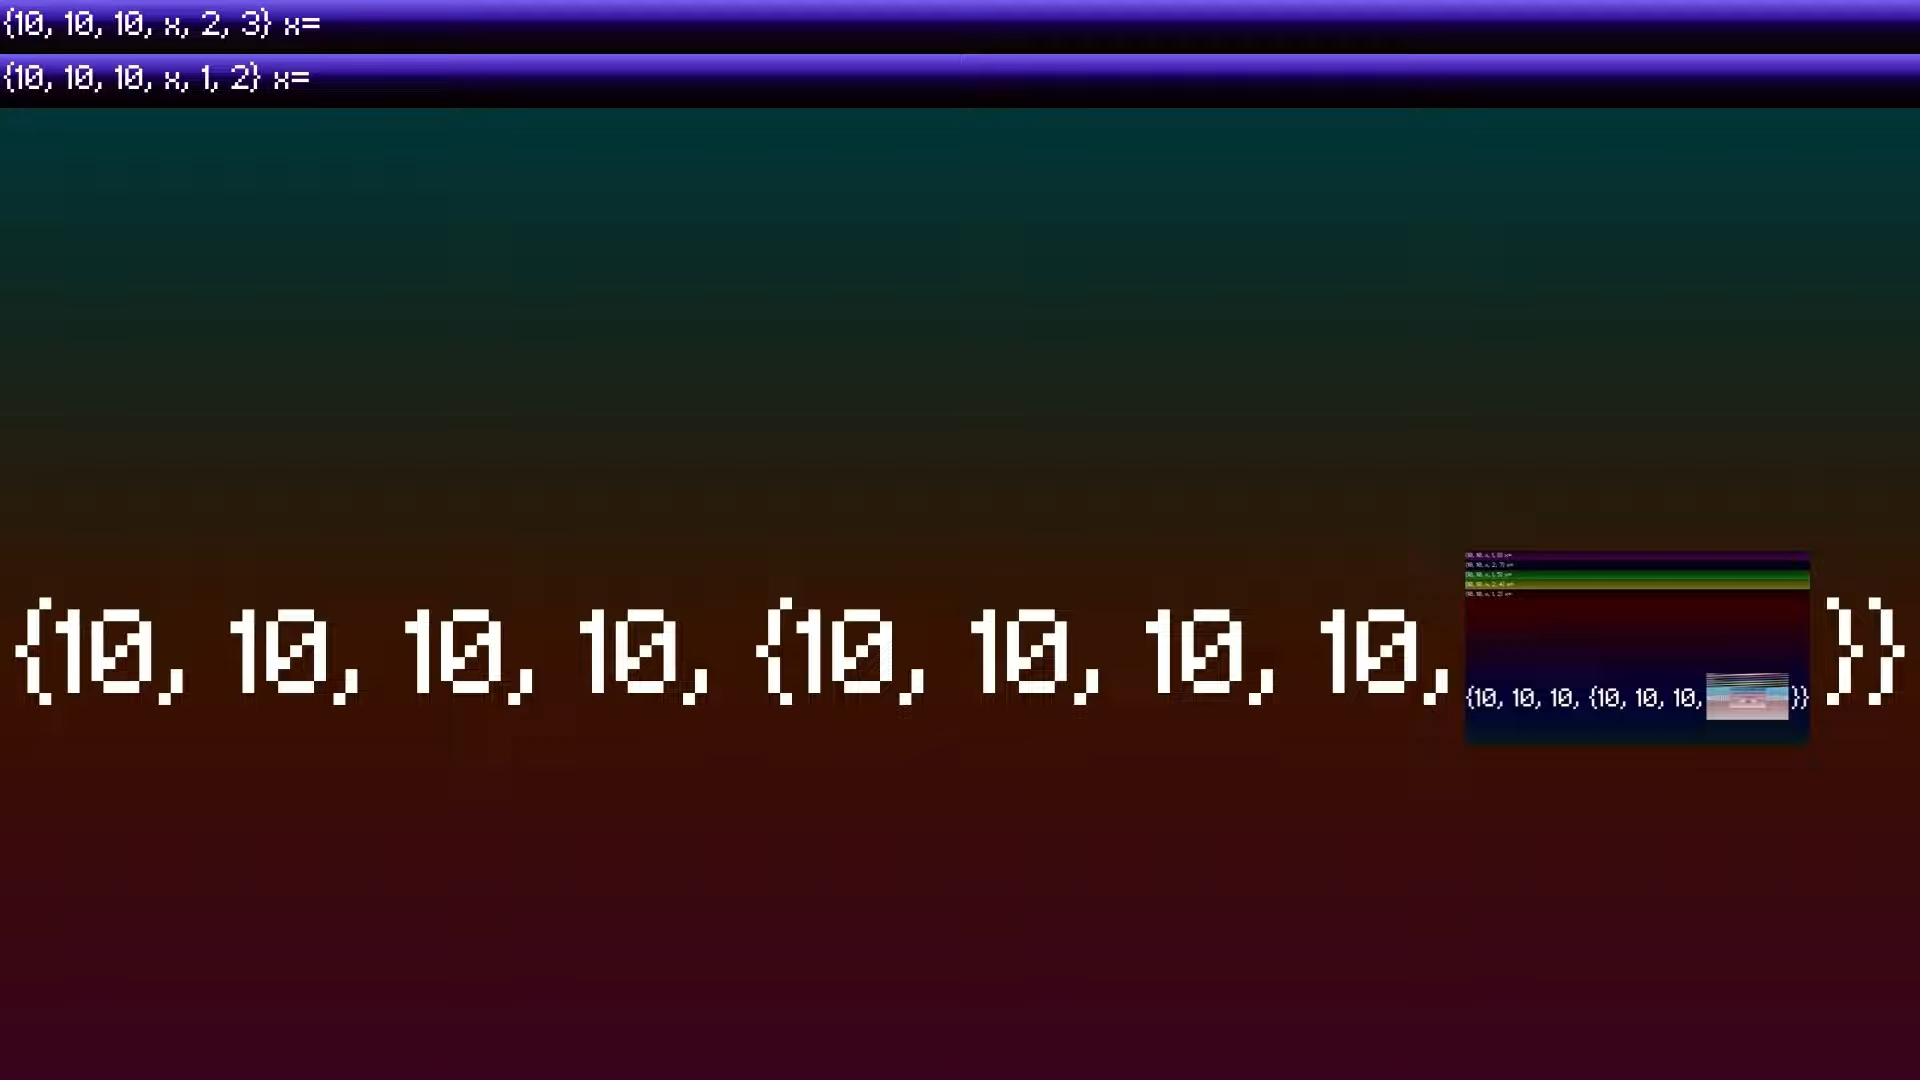 {10, 10, 10, x, 2, 3} x=
{10, 10, 10, x, 1, 2} x=
{10, 10, 10, 10, {10, 10, 10, 10, }}
{10, 10, 10, {10, 10, 10, }}